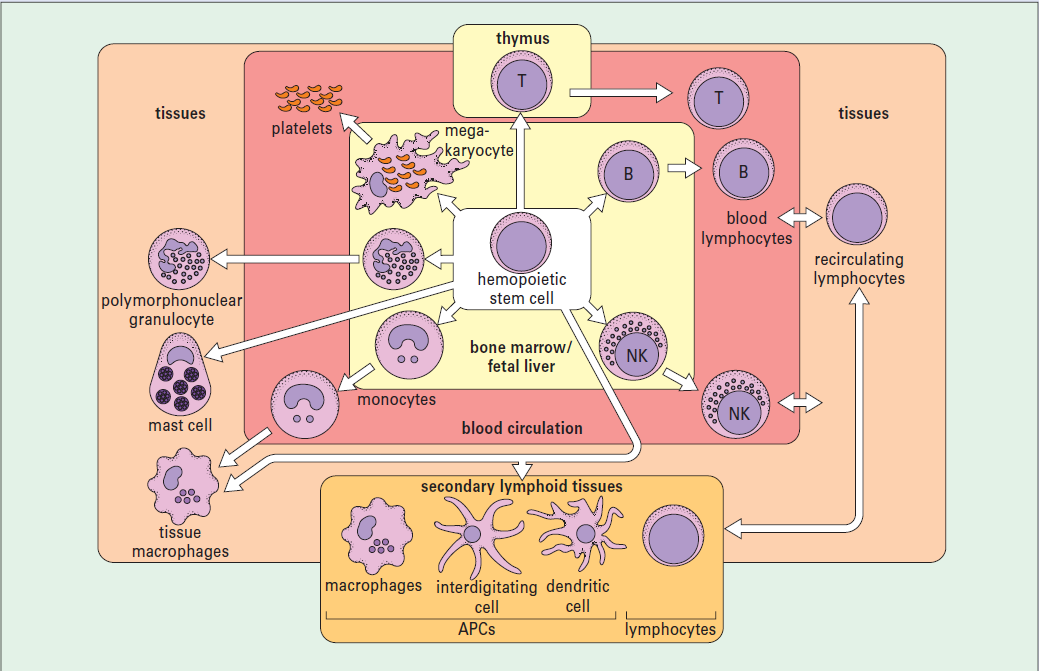 thymus
T
T
tissues
tissues
platelets
mega-
karyocyte
B
B
blood
lymphocytes
recirculating
lymphocytes
hemopoietic
stem cell
polymorphonuclear
granulocyte
bone marrow/
fetal liver
NK
NK
mast cell
monocytes
blood circulation
tissue
macrophages
secondary lymphoid tissues
macrophages
interdigitating
cell
dendritic
cell
APCs
lymphocytes